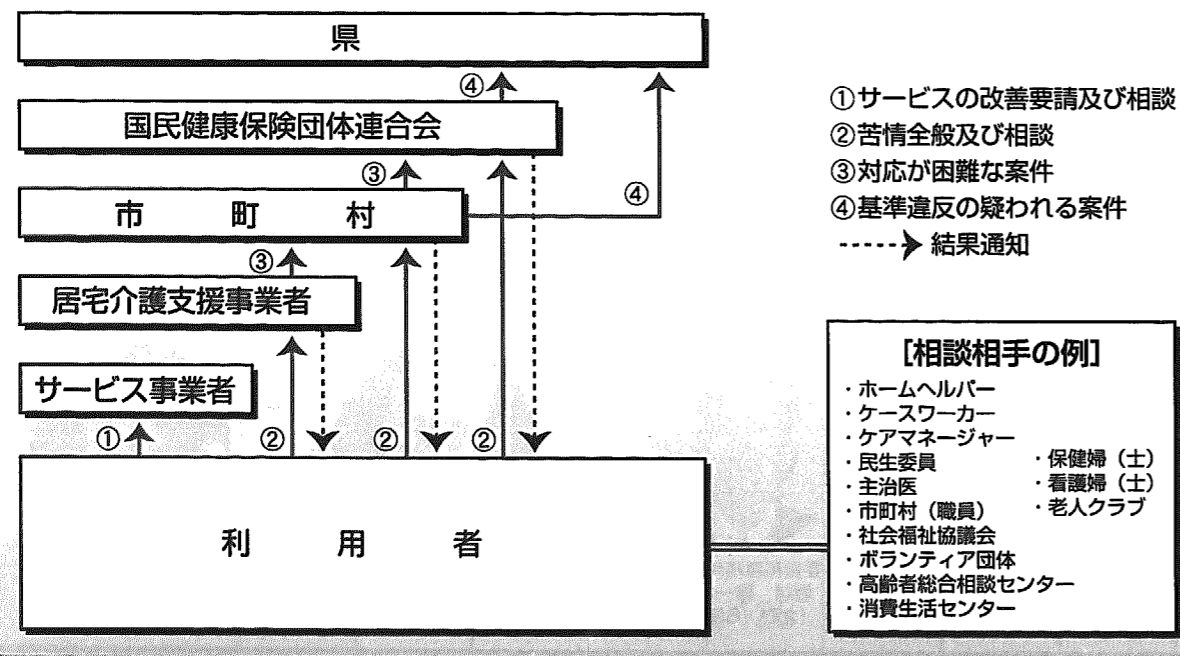 県
④
国民健康保険団体連合会
③
④
市町村
③
居宅介護支援事業者
サービス事業者
①
②
②
②
利用者
①サービスの改善要請及び相談
②苦情全般及び相談
③対応が困難な案件
④基準違反の疑われる案件
結果通知
［相談相手の例］
・ホームヘルパー
・ケースワーカー
・ケアマネージャー
・民生委員
・主治医
・市町村（職員）
・社会福祉協議会
・ボランティア団体
・高齢者総合相談センター
・消費生活センター
・保健婦（士）
・看護婦（士）
・老人クラブ